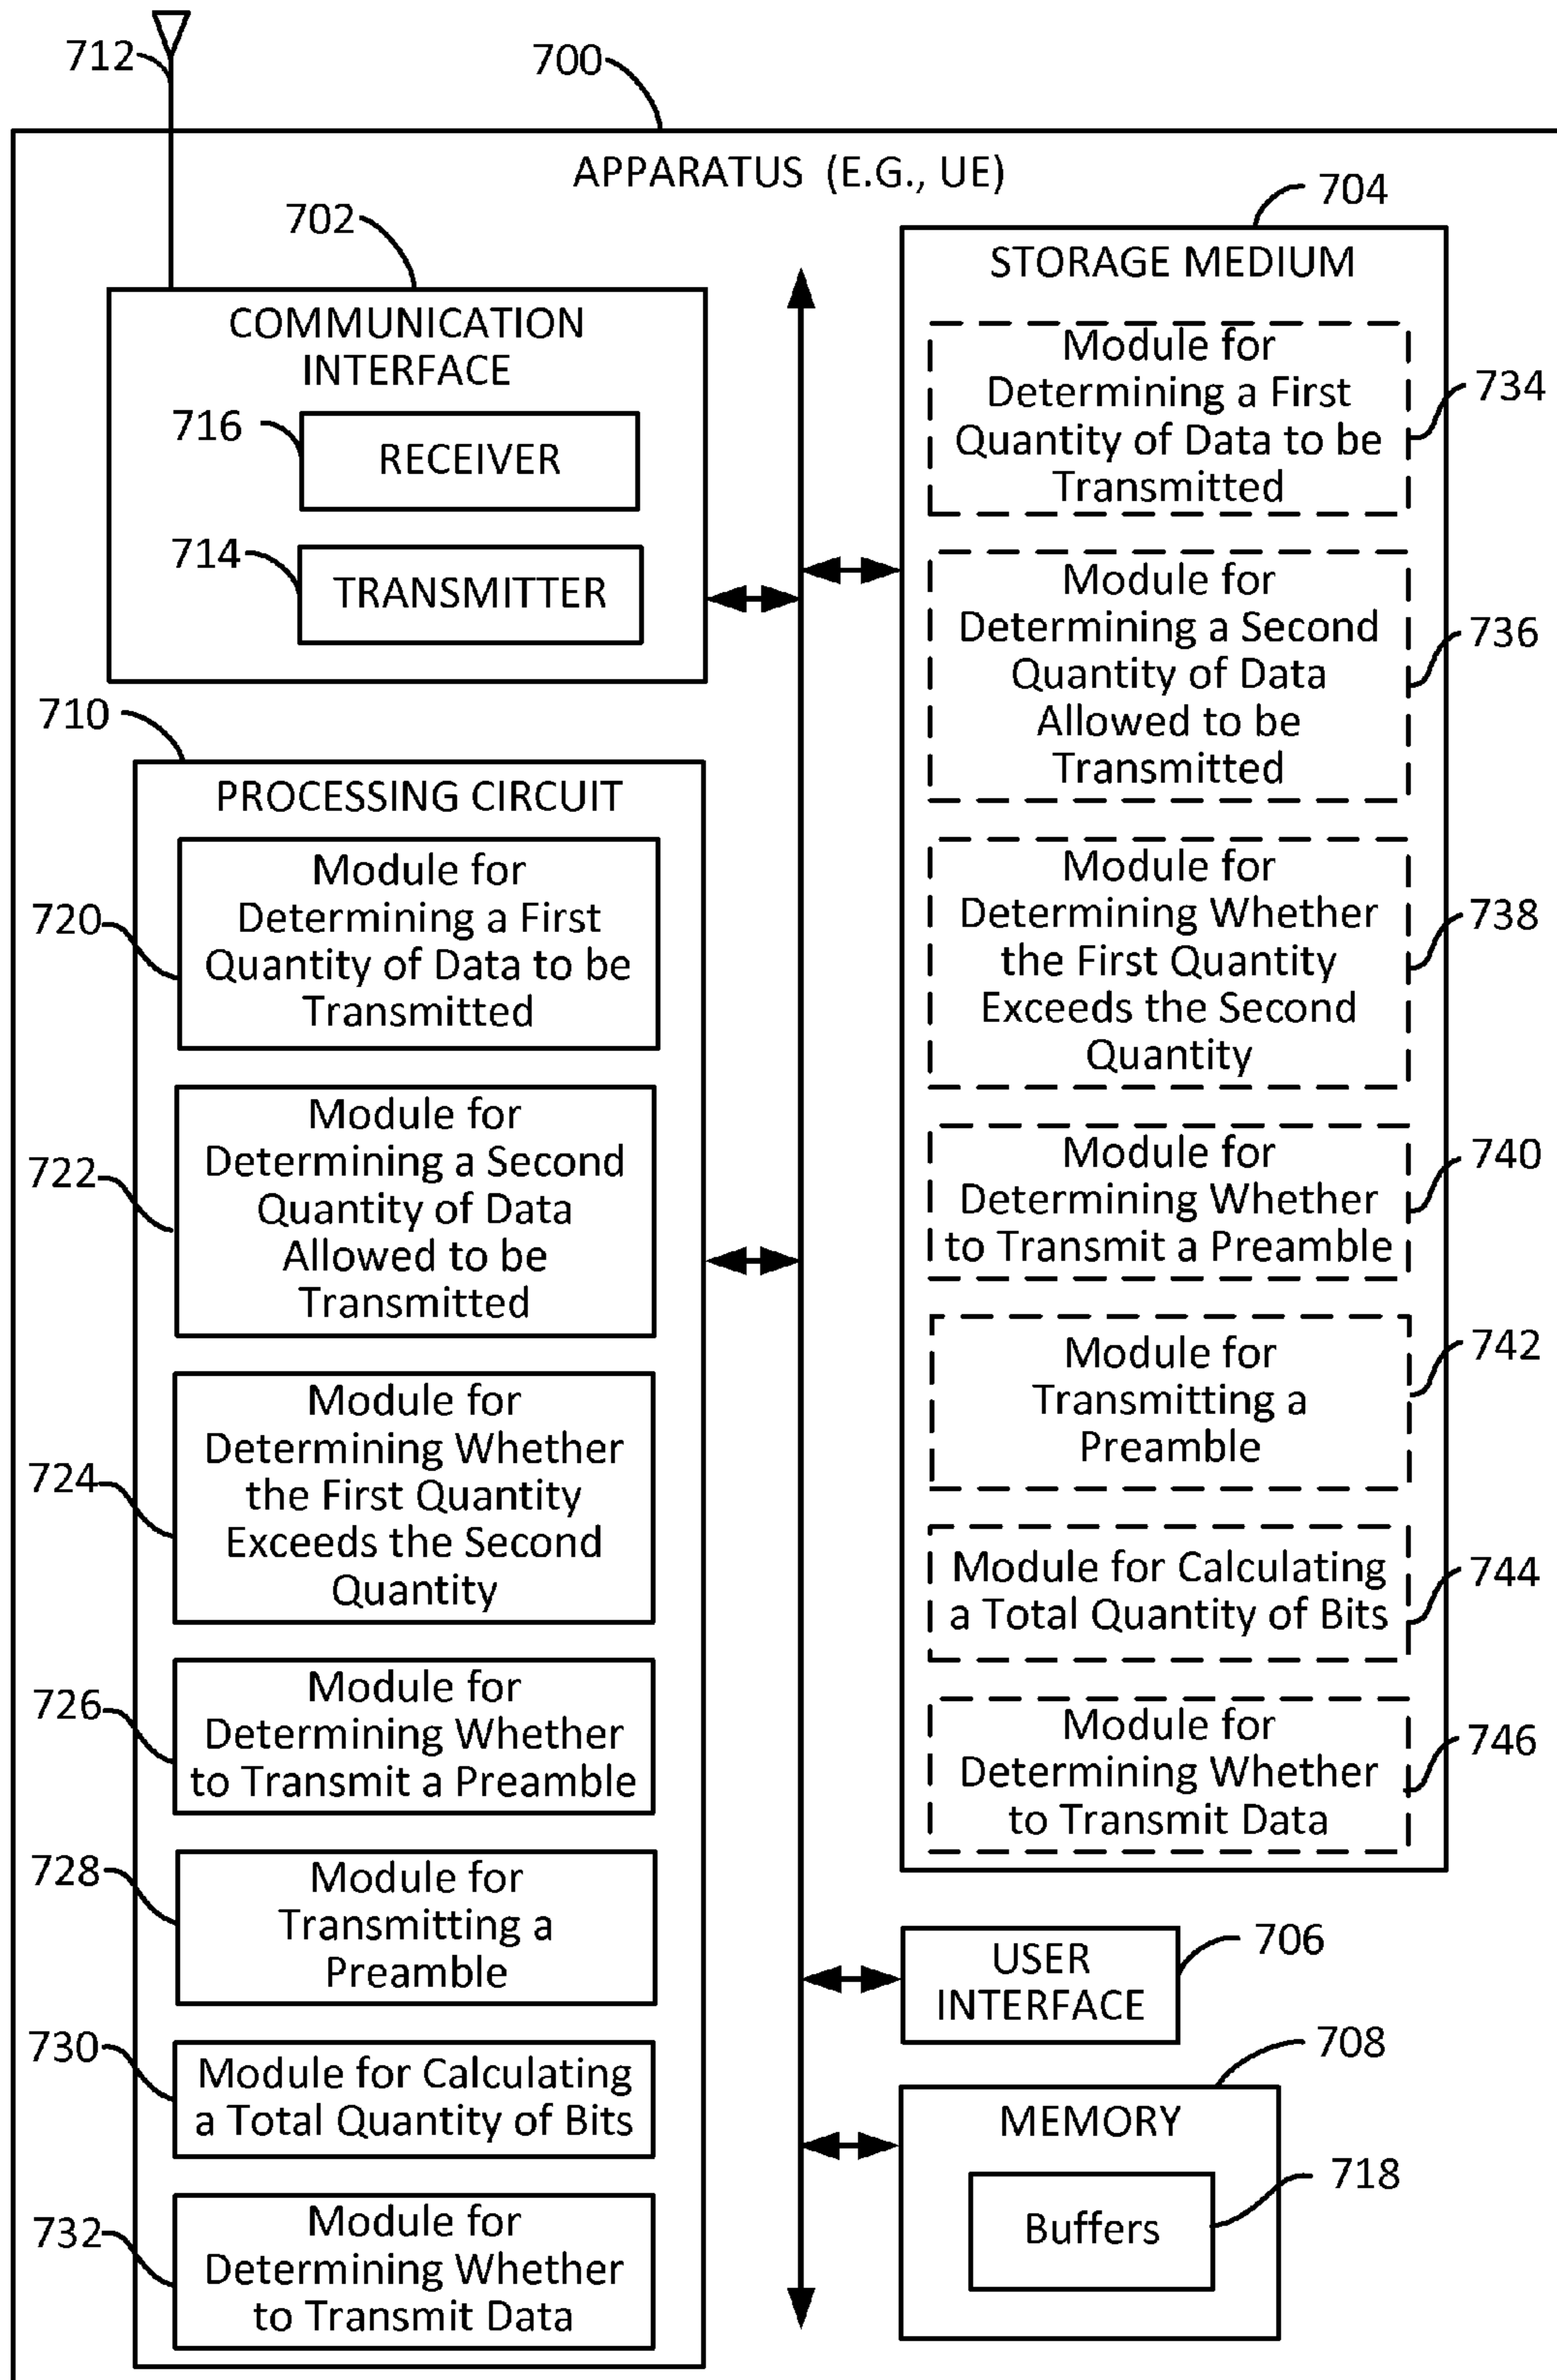 712
700
APPARATUS (E.G., UE)
702
COMMUNICATION
INTERFACE
716
RECEIVER
714
TRANSMITTER
710
PROCESSING CIRCUIT
720
Module for
Determining a First
Quantity of Data to be
Transmitted
722
Module for
Determining a Second
Quantity of Data
Allowed to be
Transmitted
724
Module for
Determining Whether
the First Quantity
Exceeds the Second
Quantity
726
Module for
Determining Whether
to Transmit a Preamble
728
Module for
Transmitting a
Preamble
730
Module for Calculating
a Total Quantity of Bits
732
Module for
Determining Whether
to Transmit Data
704
STORAGE MEDIUM
Module for
Determining a First
Quantity of Data to be
Transmitted
734
Module for
Determining a Second
Quantity of Data
Allowed to be
Transmitted
736
Module for
Determining Whether
the First Quantity
Exceeds the Second
Quantity
738
Module for
Determining Whether
to Transmit a Preamble
740
Module for
Transmitting a
Preamble
742
Module for Calculating
a Total Quantity of Bits
744
Module for
Determining Whether
to Transmit Data
746
USER
INTERFACE
706
708
MEMORY
Buffers
718